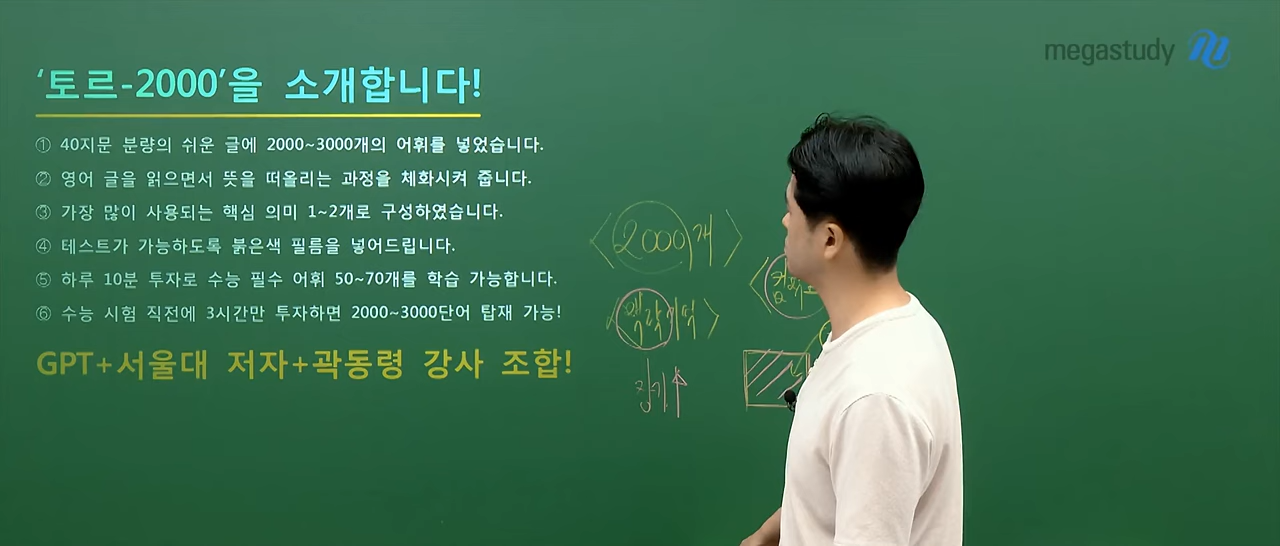 megastudy
‘토르-2000’을 소개합니다!
① 40지문 분량의 쉬운 글에 2000~3000개의 어휘를 넣었습니다.
② 영어 글을 읽으면서 뜻을 떠올리는 과정을 체화시켜 줍니다.
③ 가장 많이 사용되는 핵심 의미 1~2개로 구성하였습니다.
④ 테스트가 가능하도록 붉은색 필름을 넣어드립니다.
⑤ 하루 10분 투자로 수능 필수 어휘 50~70개를 학습 가능합니다.
⑥ 수능 시험 직전에 3시간만 투자하면 2000~3000단어 탑재 가능!
GPT+서울대 저자+곽동령 강사 조합!
<2000개>